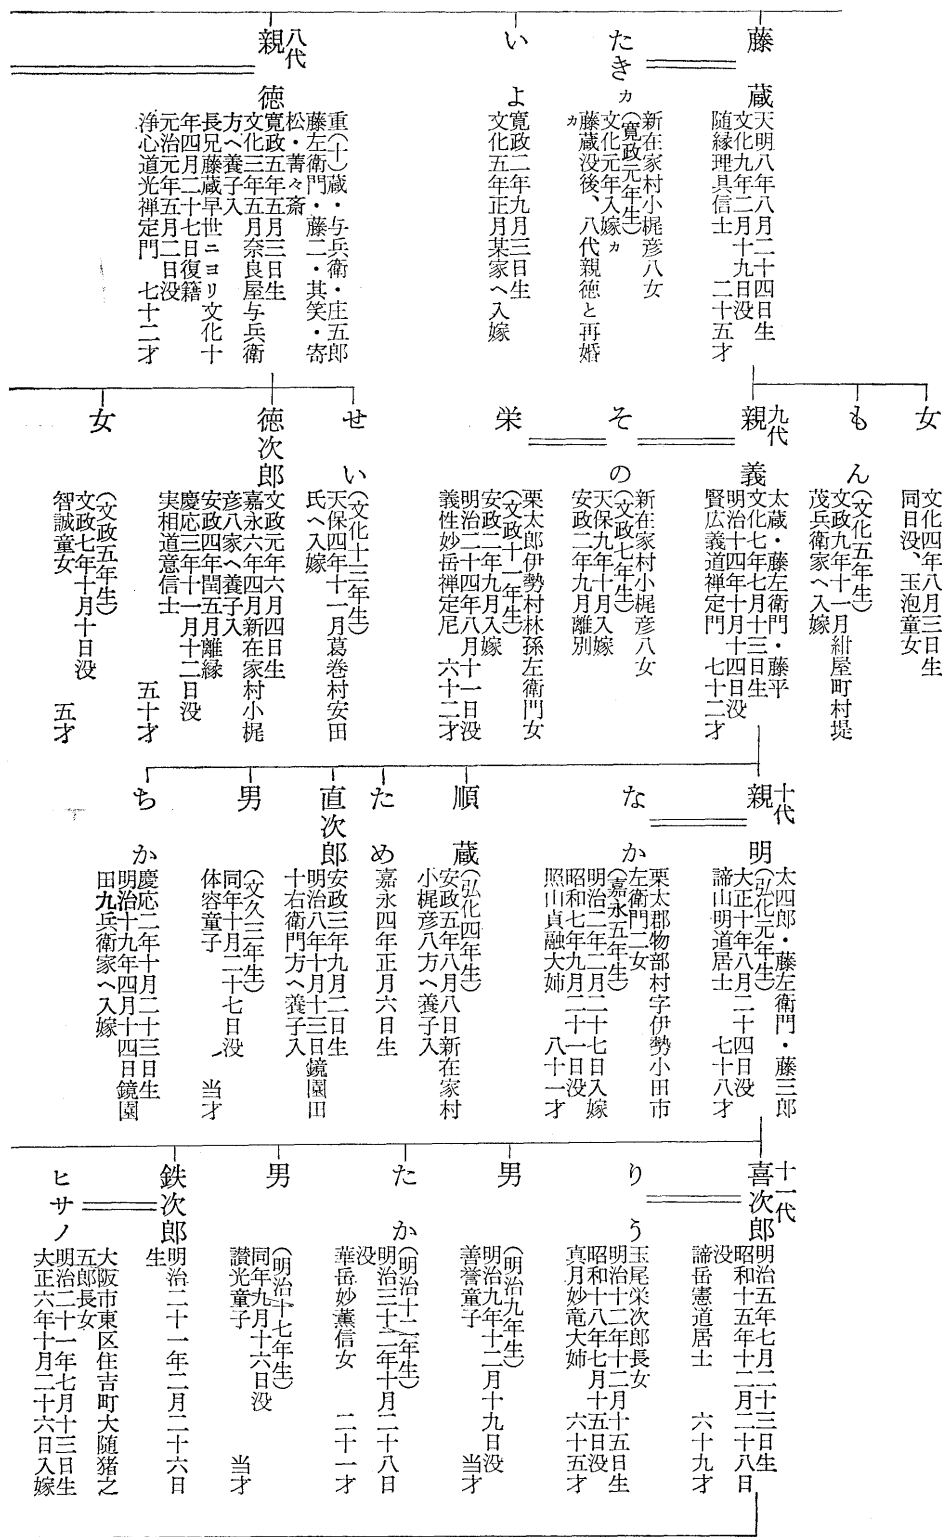 藤蔵
天明八年八月二十四日生
文化九年二月十九日没
随縁理具信士　二十五才
たき
カ
新在家村小梶彦八女
(寛政元年生)
文化元年入嫁カ
藤蔵没後、八代親徳と再婚
カ
いよ
寛政二年九月三日生
文化五年正月某家へ入嫁
八代
親徳
重(十)蔵・与兵衛・庄五郎
藤左衛門・藤二・其笑・寄
松・菁々斎
寛政五年五月三日生
文化三年五月奈良屋与兵衛
方へ養子入
長兄藤蔵早世ニヨリ文化十
年四月二十七日復籍
元治元年五月二日没
浄心道光禅定門　七十二才
女
文化四年八月三日生
同日没、玉泡童女
もん
(文化五年生)
文政九年十一月紺屋町村堤
茂兵衛家へ入嫁
九代
親義
太蔵・藤左衛門・藤平
文化七年七月十三日生
明治十四年十月十四日没
賢広義道禅定門　七十二才
その
新在家村小梶彦八女
(文政七年生)
天保九年十月入嫁
安政二年九月離別
栄
栗太郎伊勢村林孫左衛門女
(文政十一年生)
安政二年九月入嫁
明治二十四年八月十一日没
義性妙岳禅定尼　六十二才
せい
(文化十三年生)
天保四年十一月葛巻村安田
氏へ入嫁
徳次郎
文政元年六月四日生
嘉永六年四月新在家村小梶
彦八家へ養子入
安政四年閏五月離縁
慶応三年十一月十二日没
実相道意信士　五十才
女
(文政五年生)
文政七年十月十日没
智誠童女　五才
十代
親明
太四郎・藤左衛門・藤三郎
(弘化元年生)
大正十年八月二十四日没
諦山明道居士　七十八才
なか
栗太郡物部村字伊勢小田市
左衛門二女
(嘉永五年生)
明治二年二月二十七日入嫁
昭和七年九月二十一日没
照山貞融大姉　八十一才
順蔵
(弘化四年生)
安政五年八月八日新在家村
小梶彦八方へ養子入
ため
嘉永四年正月六日生
直次郎
安政三年九月二日生
明治八年十月十三日鏡園田
十右衛門方へ養子入
男
(文久三年生)
同年十月二十七日没
体容童子　当才
ちか
慶応二年十月二十三日生
明治十九年四月十四日鏡園
田九兵衛家へ入嫁
十一代
喜次郎
明治五年七月二十三日生
昭和十五年十二月二十八日
没
諦岳憲道居士　六十九才
りう
玉尾栄次郎長女
明治十二年十二月十五日生
昭和十八年七月十五日没
真月妙竜大姉　六十五才
男
(明治九年生)
明治九年十二月十九日没
善誉童子　当才
たか
(明治十二年生)
明治三十二年十月二十八日
没
華岳妙薫信女　二十一才
男
(明治十七年生)
同年九月十六日没
讃光童子　当才
鉄次郎
明治二十一年二月二十六日
生
ヒサノ
大阪市東区住吉町大随猪之
五郎長女
明治二十一年七月十三日生
大正六年十月二十六日入嫁